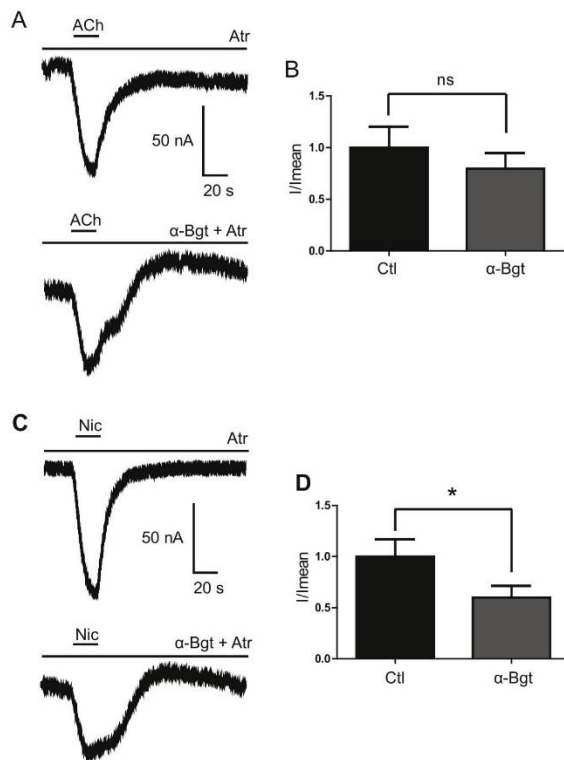 A
ACh
Atr
50 nA
20 s
ACh
α-Bgt + Atr
B
ns
I/Imean
1.5
1.0
0.5
0.0
Ctl
α-Bgt
C
Nic
Atr
50 nA
20 s
Nic
α-Bgt + Atr
D
*
I/Imean
1.5
1.0
0.5
0.0
Ctl
α-Bgt